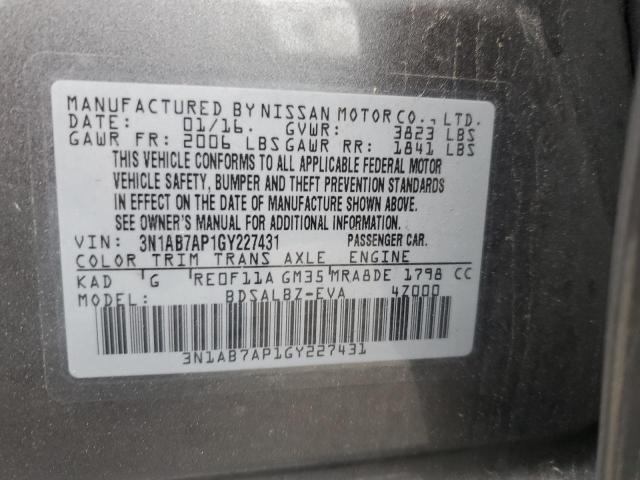 MANUFACTURED BY NISSAN MOTOR CO., LTD.
DATE: 01/16. GVWR: 3823 LBS
GAWR FR: 2006 LBS GAWR RR: 1841 LBS
THIS VEHICLE CONFORMS TO ALL APPLICABLE FEDERAL MOTOR
VEHICLE SAFETY, BUMPER AND THEFT PREVENTION STANDARDS
IN EFFECT ON THE DATE OF MANUFACTURE SHOWN ABOVE.
SEE OWNER'S MANUAL FOR ADDITIONAL INFORMATION.
VIN: 3N1AB7AP1GY227431 PASSENGER CAR.
COLOR TRIM TRANS AXLE ENGINE
KAD G RE0F11A GM35 MRA8DE 1798 CC
MODEL: BDSALBZ-EVA 4Z000
3N1AB7AP1GY227431